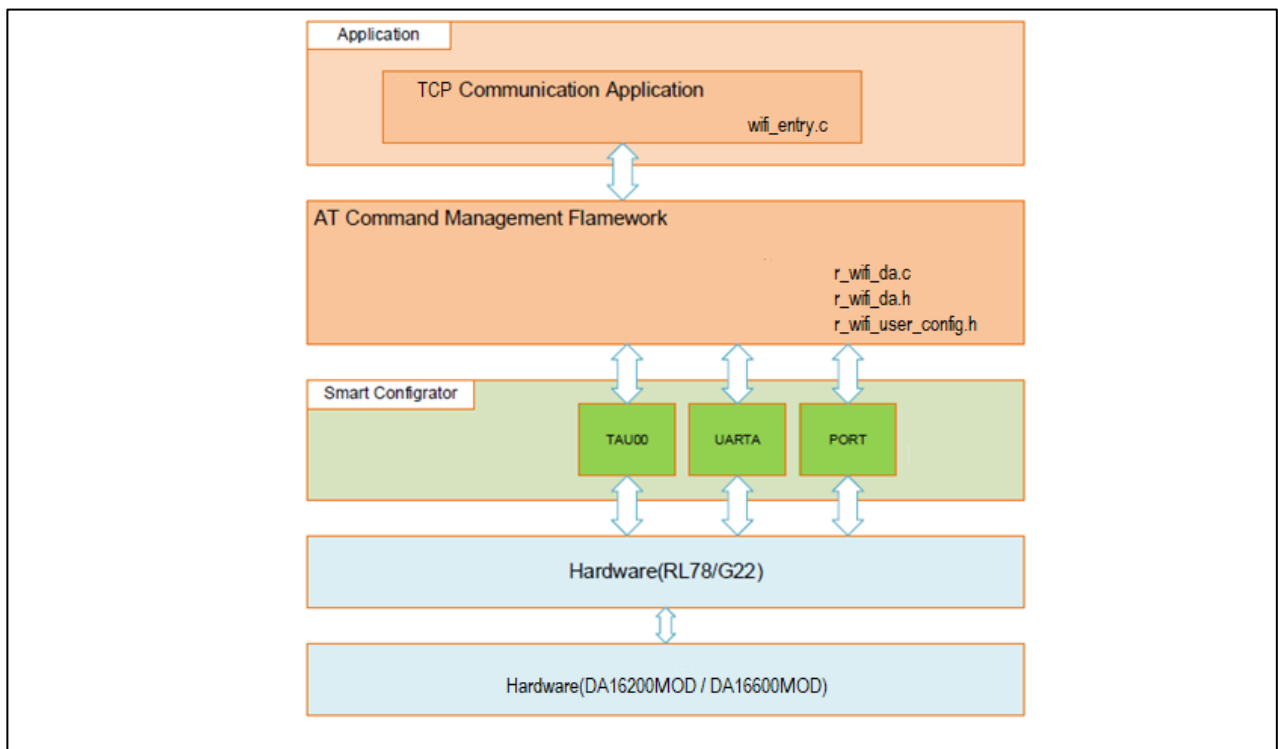 Application
TCP Communication Application
wifi_entry.c
AT Command Management Flamework
r_wifi_da.c
r_wifi_da.h
r_wifi_user_config.h
Smart Configrator
TAU00
UARTA
PORT
Hardware(RL78/G22)
Hardware(DA16200MOD / DA16600MOD)